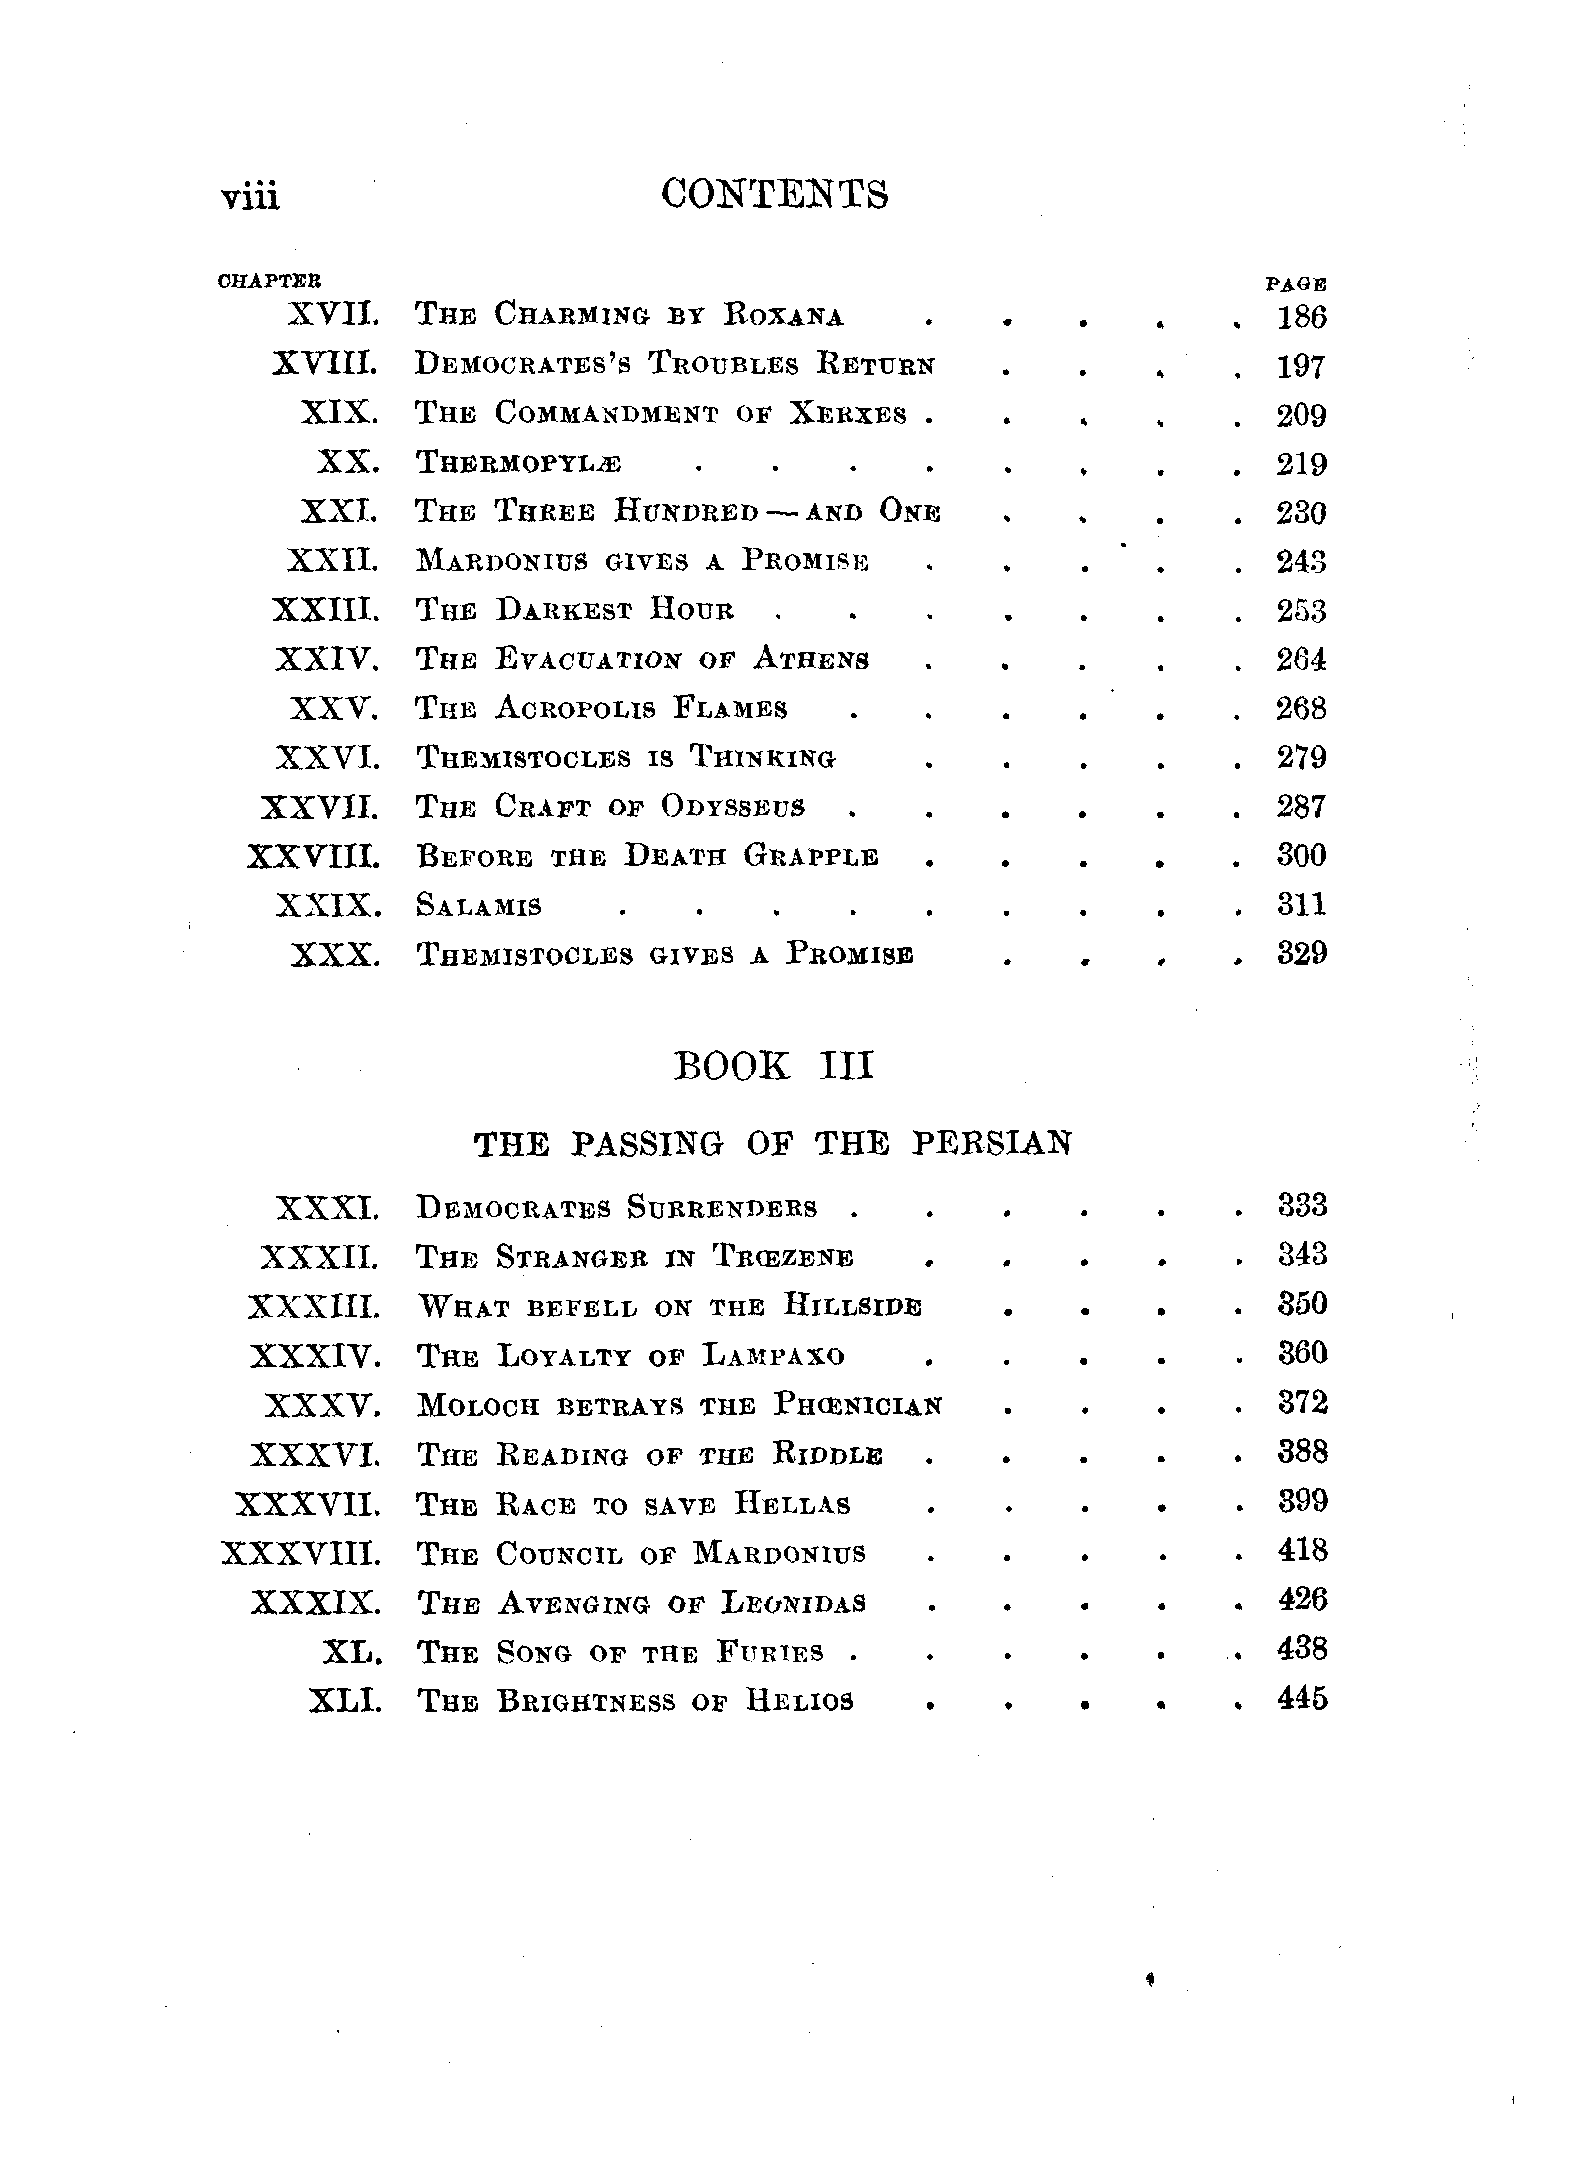 viii CONTENTS
CHAPTER PAGE
XVII. The Charming by Roxana . . . . . 186
XVIII. Democrates's Troubles Return . . . . 197
XIX. The Commandment of Xerxes . . . . . 209
XX. Thermopylæ . . . . . . . . 219
XXI. The Three Hundred — and One . . . . 230
XXII. Mardonius gives a Promise . . . . . 243
XXIII. The Darkest Hour . . . . . . . 253
XXIV. The Evacuation of Athens . . . . . 264
XXV. The Acropolis Flames . . . . . . 268
XXVI. Themistocles is Thinking . . . . . 279
XXVII. The Craft of Odysseus . . . . . . 287
XXVIII. Before the Death Grapple . . . . . 300
XXIX. Salamis . . . . . . . . . 311
XXX. Themistocles gives a Promise . . . . 329
BOOK III
THE PASSING OF THE PERSIAN
XXXI. Democrates Surrenders . . . . . . 333
XXXII. The Stranger in Trœzene . . . . . 343
XXXIII. What befell on the Hillside . . . . 350
XXXIV. The Loyalty of Lampaxo . . . . . 360
XXXV. Moloch betrays the Phœnician . . . . 372
XXXVI. The Reading of the Riddle . . . . . 388
XXXVII. The Race to save Hellas . . . . . 399
XXXVIII. The Council of Mardonius . . . . . 418
XXXIX. The Avenging of Leonidas . . . . . 426
XL. The Song of the Furies . . . . . . 438
XLI. The Brightness of Helios . . . . . 445